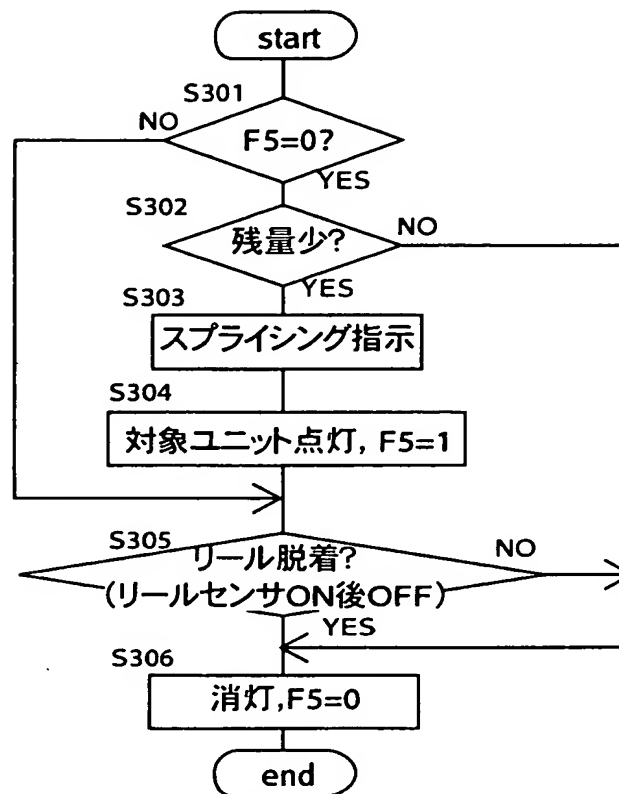 start
S301
NO
F5=0?
YES
S302
NO
残量少?
YES
S303
スプライシング指示
S304
対象ユニット点灯, F5=1
S305
リール脱着?
NO
(リールセンサON後OFF)
YES
S306
消灯,F5=0
end